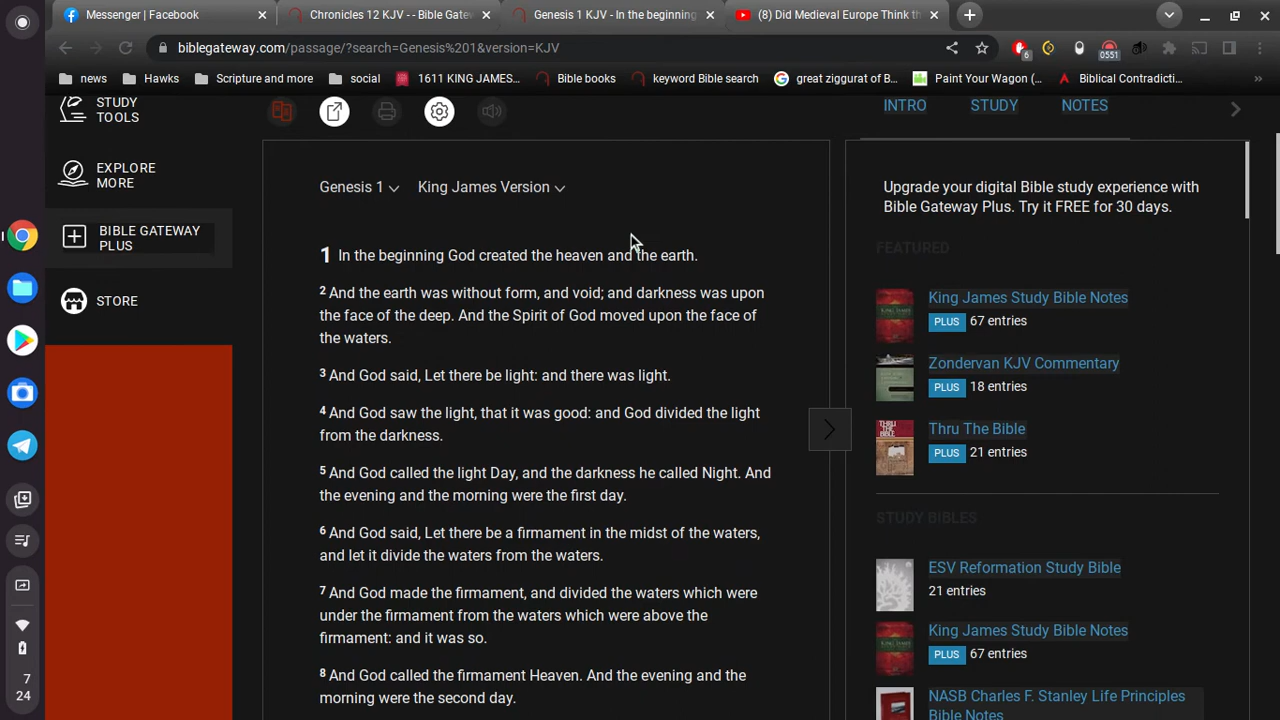 Messenger | Facebook
Chronicles 12 KJV - - Bible Gatew
Genesis 1 KJV - In the beginning
(8) Did Medieval Europe Think th
biblegateway.com/passage/?search=Genesis%201&version=KJV
6
0551
news
Hawks
Scripture and more
social
1611 KING JAMES...
Bible books
keyword Bible search
great ziggurat of B...
Paint Your Wagon (...
Biblical Contradicti...
»
STUDY
TOOLS
EXPLORE
MORE
BIBLE GATEWAY
PLUS
STORE
7
24
Genesis 1
King James Version
1 In the beginning God created the heaven and the earth.
2 And the earth was without form, and void; and darkness was upon
the face of the deep. And the Spirit of God moved upon the face of
the waters.
3 And God said, Let there be light: and there was light.
4 And God saw the light, that it was good: and God divided the light
from the darkness.
5 And God called the light Day, and the darkness he called Night. And
the evening and the morning were the first day.
6 And God said, Let there be a firmament in the midst of the waters,
and let it divide the waters from the waters.
7 And God made the firmament, and divided the waters which were
under the firmament from the waters which were above the
firmament: and it was so.
8 And God called the firmament Heaven. And the evening and the
morning were the second day.
INTRO
STUDY
NOTES
Upgrade your digital Bible study experience with
Bible Gateway Plus. Try it FREE for 30 days.
FEATURED
King James Study Bible Notes
PLUS 67 entries
Zondervan KJV Commentary
PLUS 18 entries
THRU THE BIBLE
Thru The Bible
PLUS 21 entries
STUDY BIBLES
ESV Reformation Study Bible
21 entries
King James Study Bible Notes
PLUS 67 entries
NASB Charles F. Stanley Life Principles
Bible Notes